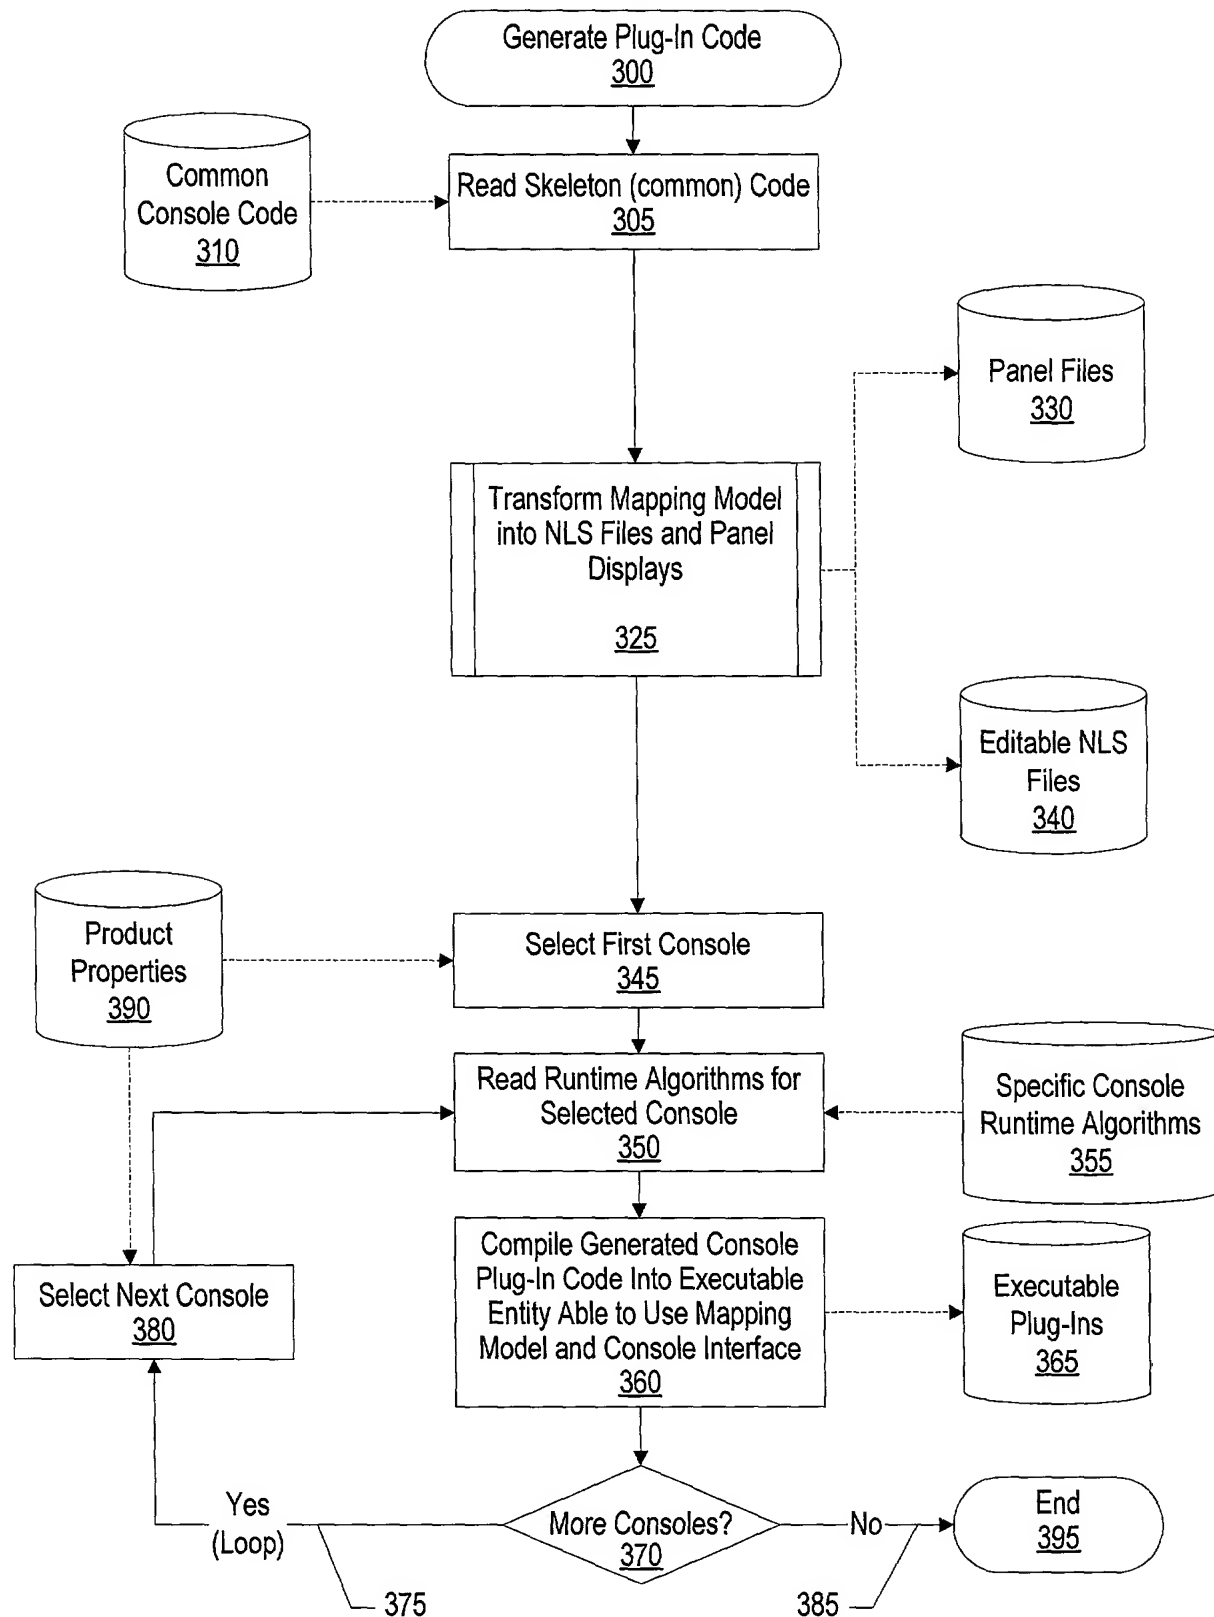 Generate Plug-In Code
300
Common
Console Code
310
Read Skeleton (common) Code
305
Panel Files
330
Transform Mapping Model
into NLS Files and Panel
Displays
325
Editable NLS
Files
340
Product
Properties
390
Select First Console
345
Read Runtime Algorithms for
Selected Console
350
Specific Console
Runtime Algorithms
355
Select Next Console
380
Compile Generated Console
Plug-In Code Into Executable
Entity Able to Use Mapping
Model and Console Interface
360
Executable
Plug-Ins
365
Yes
(Loop)
More Consoles?
370
No
End
395
375
385